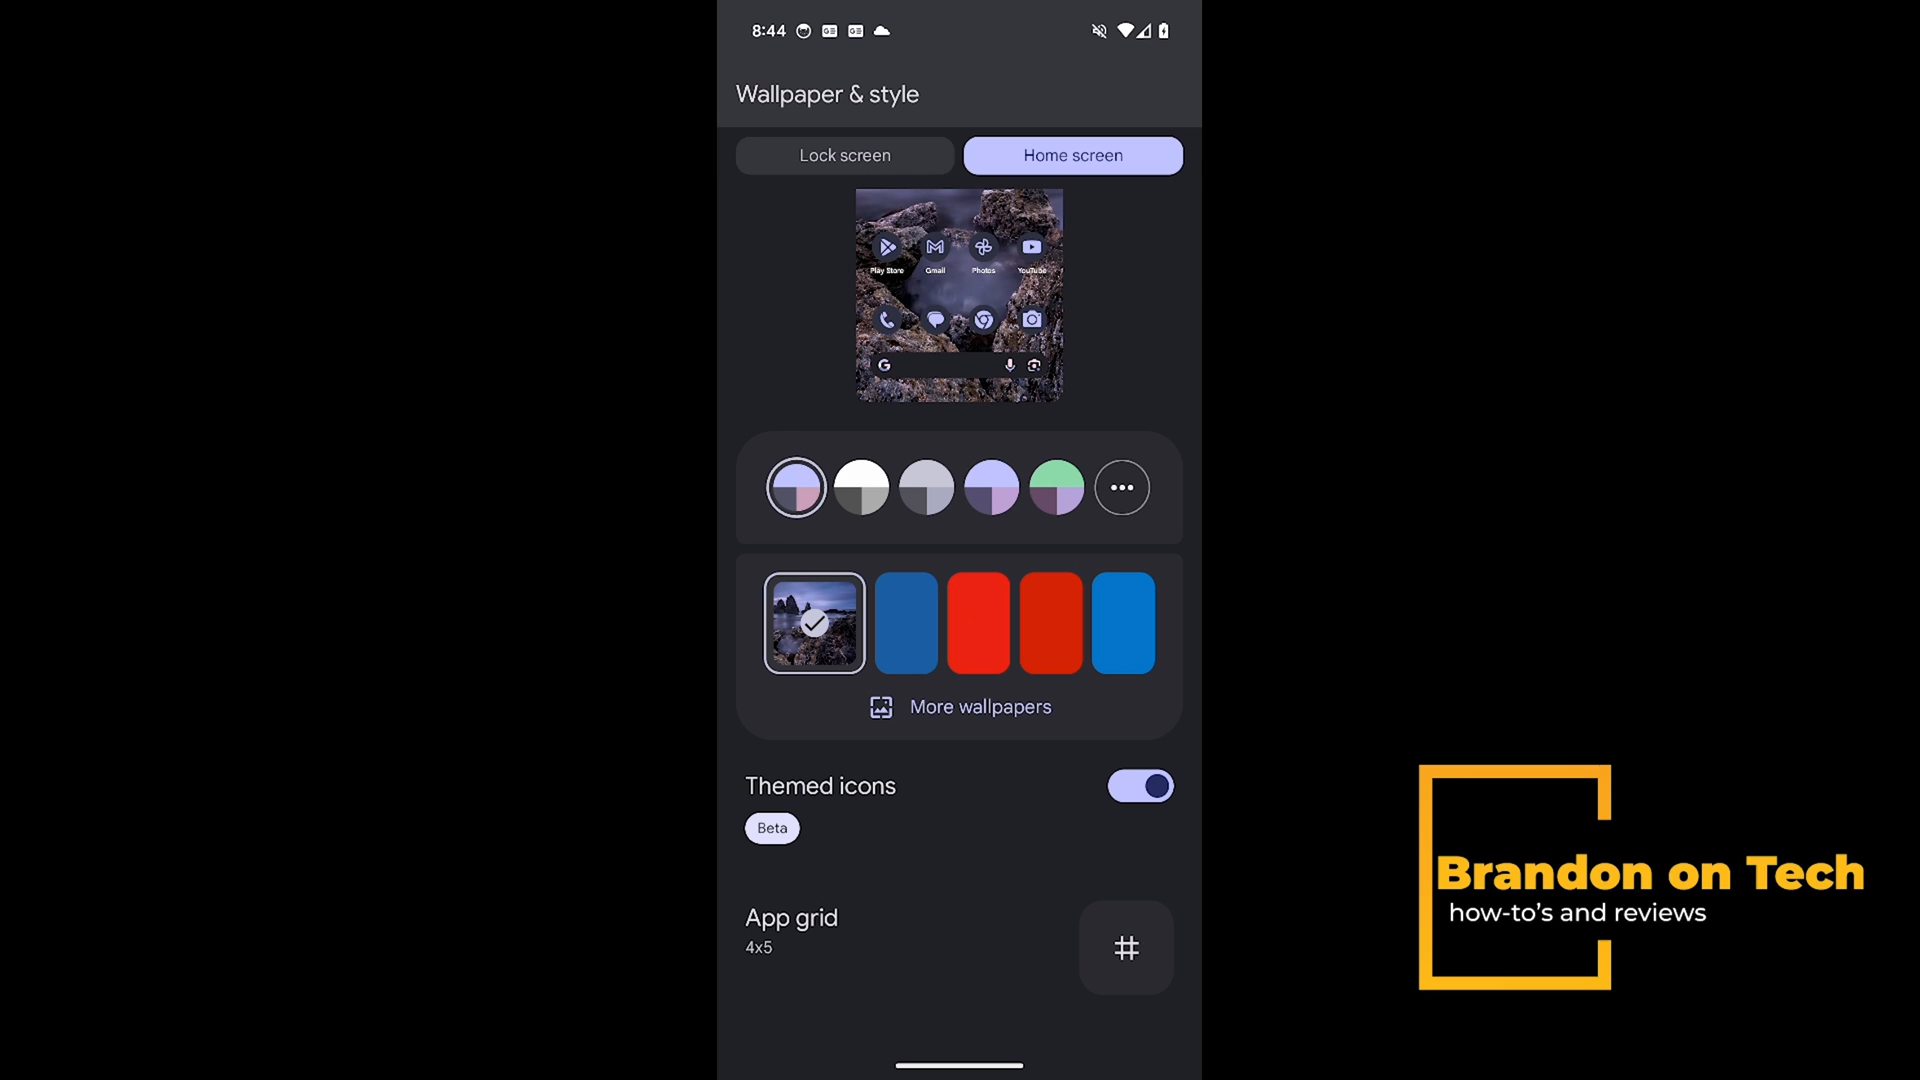 8:44
Wallpaper & style
Lock screen
Home screen
Play Store
Gmail
Photos
YouTube
More wallpapers
Themed icons
Beta
App grid
4x5
Brandon on Tech
how-to's and reviews